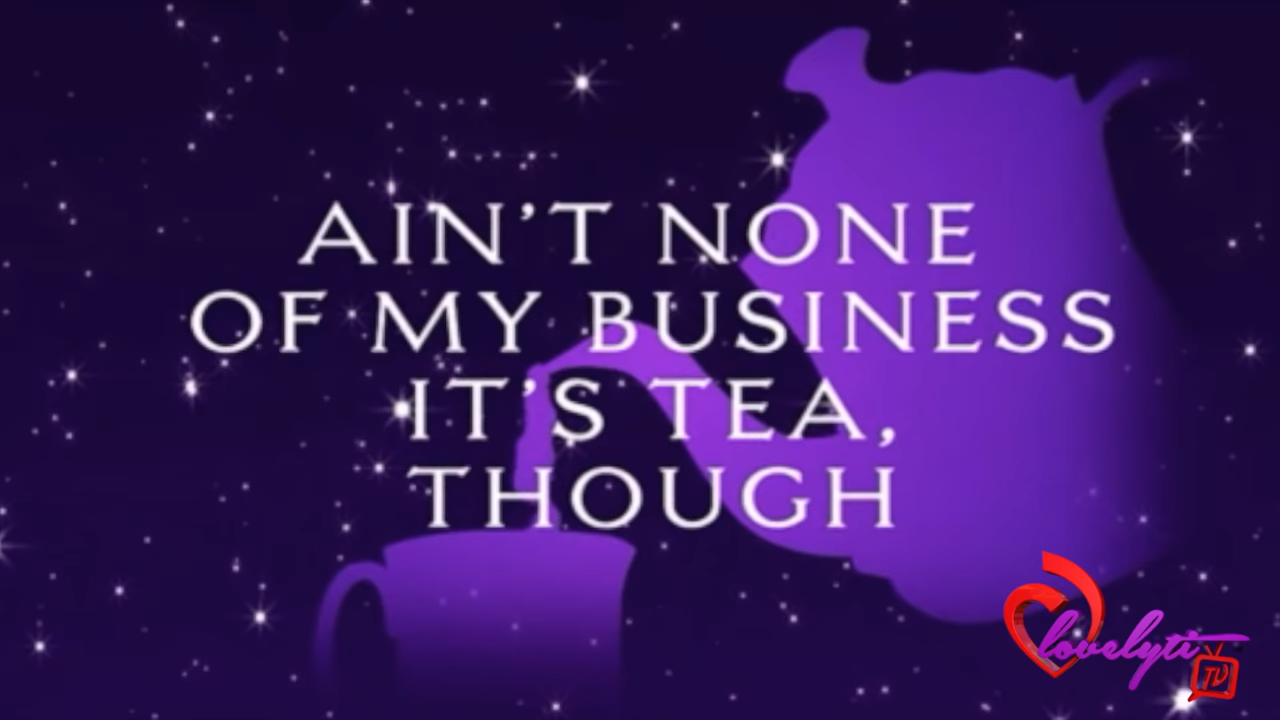 AIN'T NONE
OF MY BUSINESS
IT'S TEA,
THOUGH
lovelyti
TV